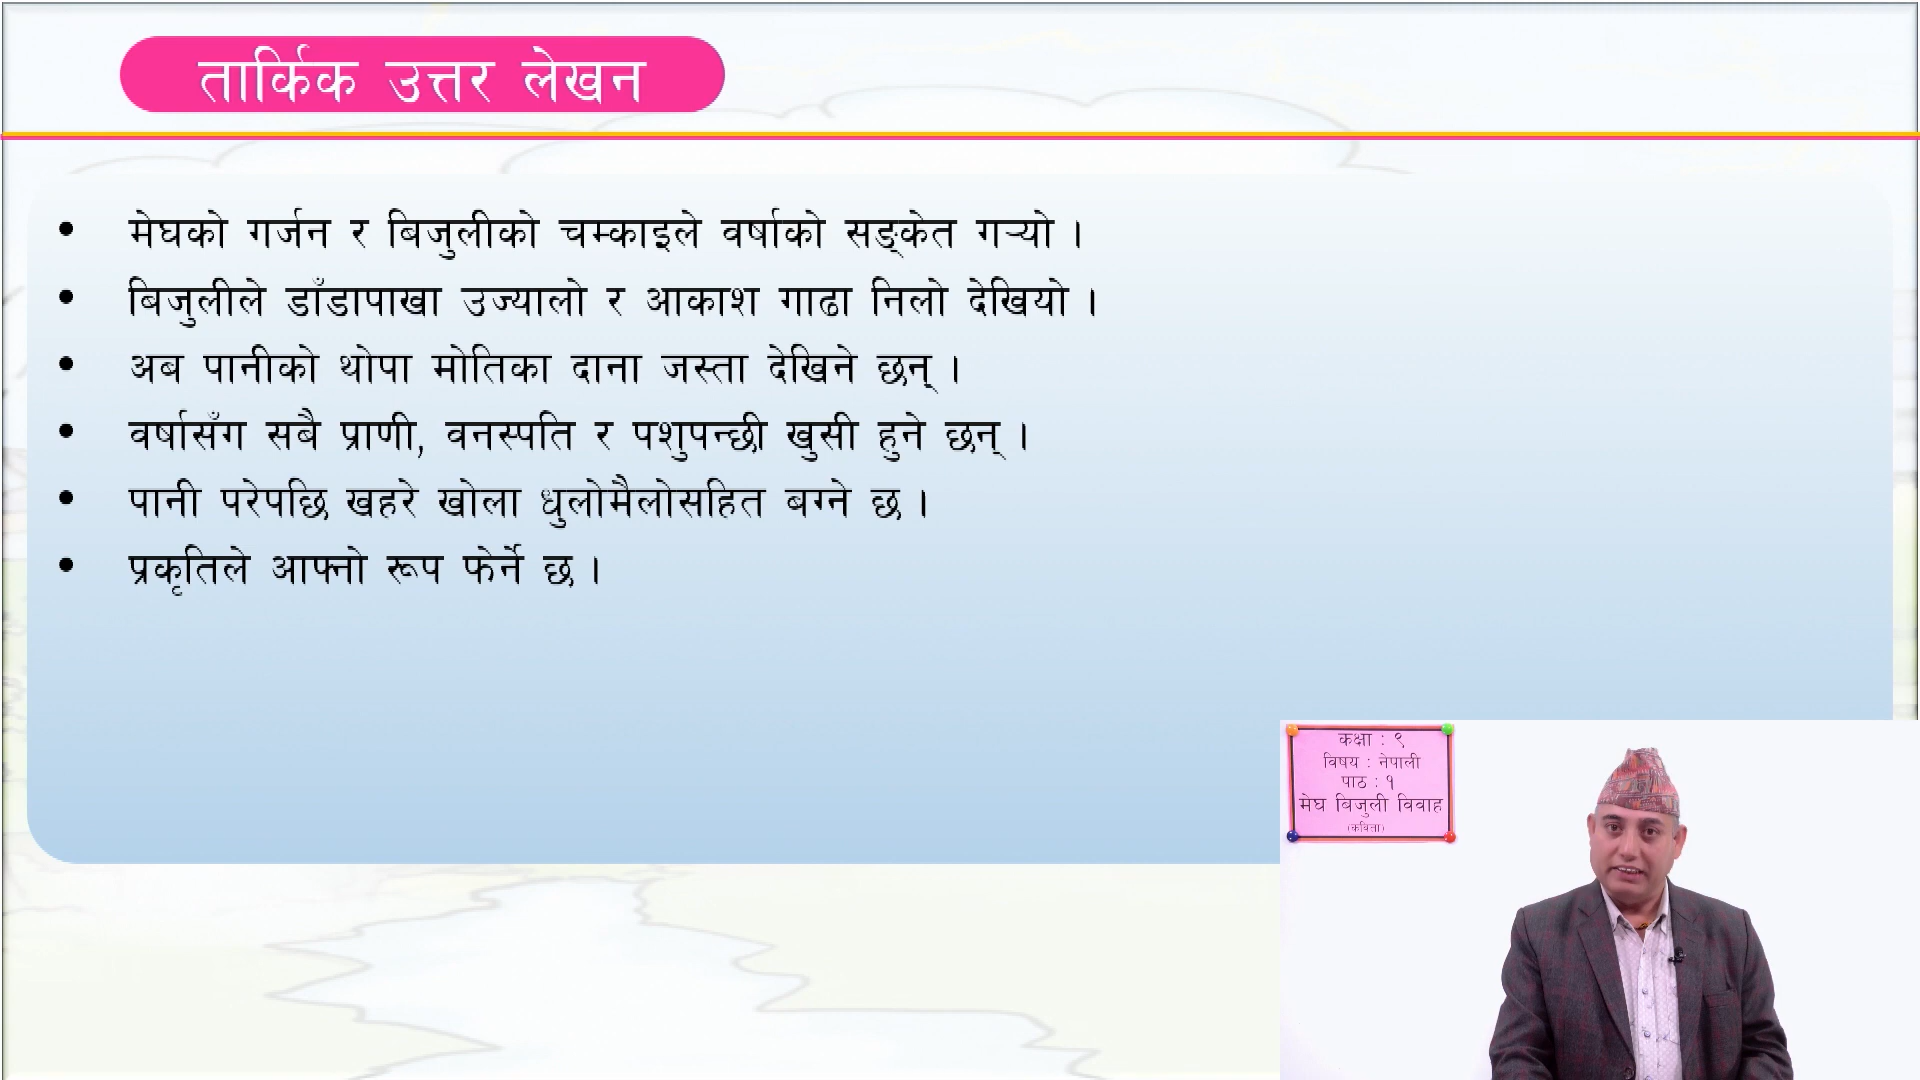 तार्किक उत्तर लेखन
• मेघको गर्जन र बिजुलीको चम्काइले वर्षाको सङ्केत गऱ्यो ।
• बिजुलीले डाँडापाखा उज्यालो र आकाश गाढा निलो देखियो ।
• अब पानीको थोपा मोतिका दाना जस्ता देखिने छन् ।
• वर्षासँग सबै प्राणी, वनस्पति र पशुपन्छी खुसी हुने छन् ।
• पानी परेपछि खहरे खोला धुलोमैलोसहित बग्ने छ ।
• प्रकृतिले आफ्नो रूप फेर्ने छ ।
कक्षा : ९
विषय : नेपाली
पाठ : १
मेघ बिजुली विवाह
(कविता)